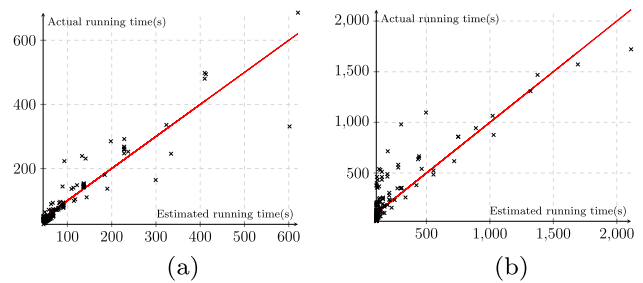 Actual running time(s)
600
400
200
Estimated running time(s)
100 200 300 400 500 600
(a)
Actual running time(s)
2,000
1,500
1,000
500
Estimated running time(s)
500 1,000 1,500 2,000
(b)